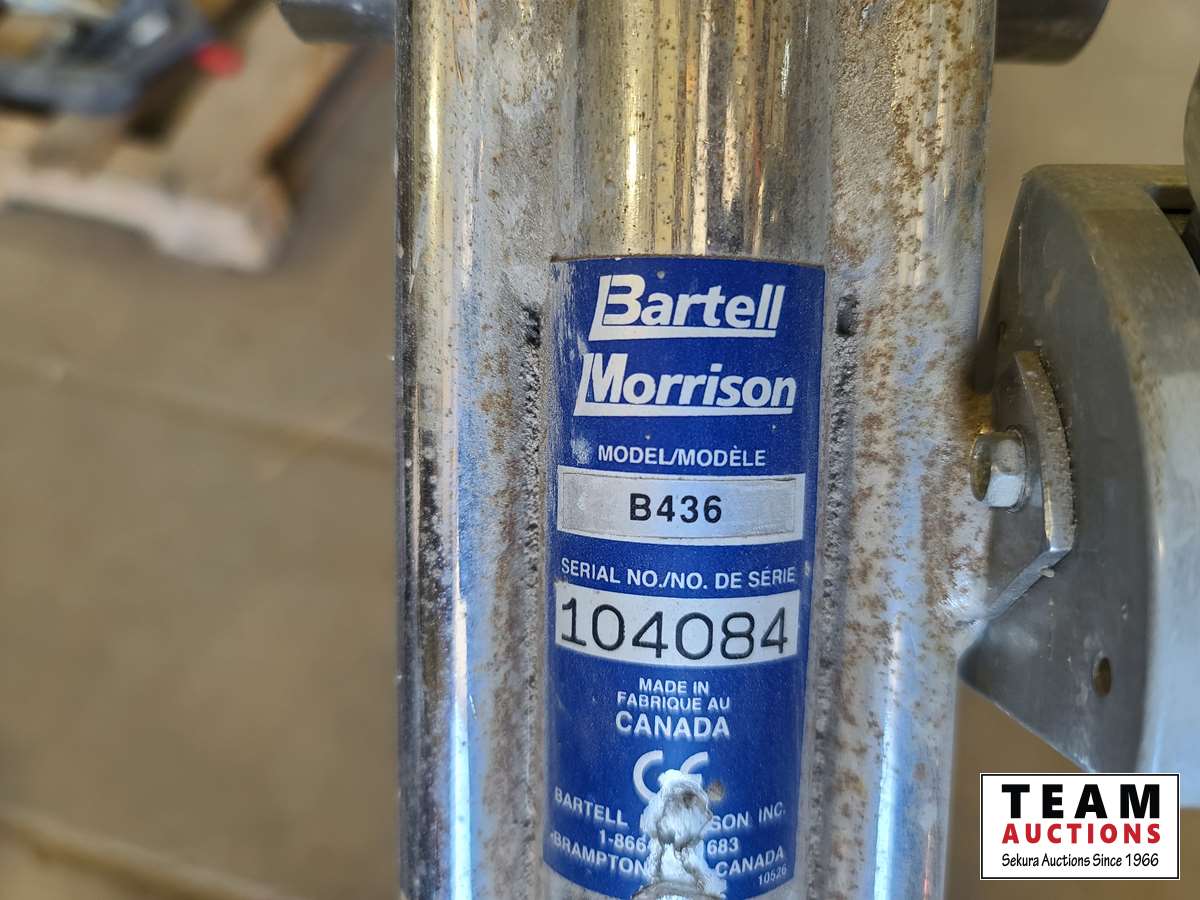 Bartell
Morrison
MODEL/MODÈLE
B436
SERIAL NO./NO. DE SÉRIE
104084
MADE IN
FABRIQUE AU
CANADA
CE
BARTELL SON INC.
1-866 1683
BRAMPTON CANADA
10526
TEAM
AUCTIONS
Sekura Auctions Since 1966